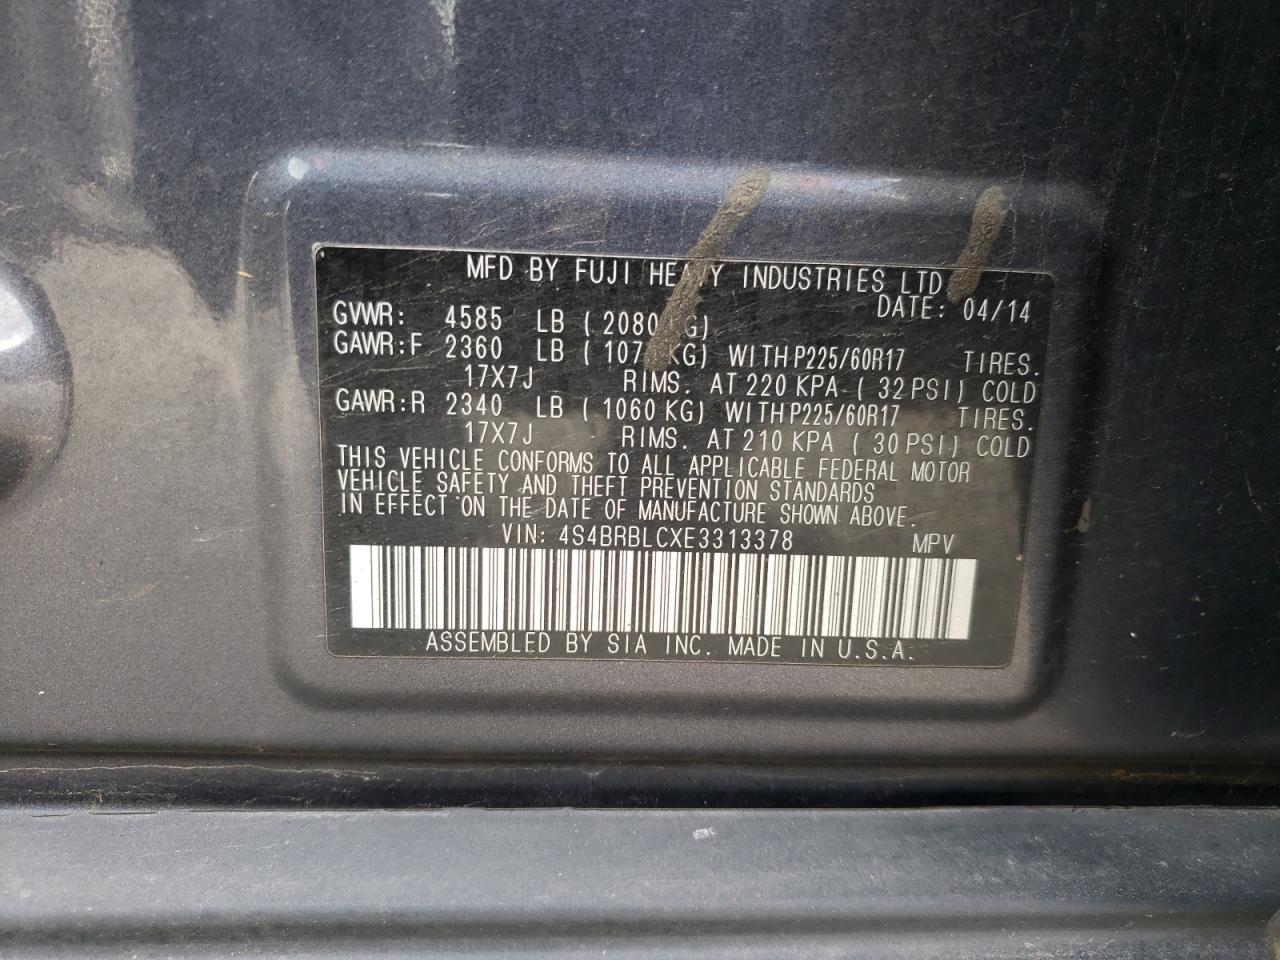 MFD BY FUJI HEAVY INDUSTRIES LTD
DATE: 04/14
GVWR: 4585 LB ( 2080 KG)
GAWR:F 2360 LB ( KG) WITH P225/60R17 TIRES.
17X7J RIMS. AT 220 KPA ( 32 PSI) COLD
GAWR:R 2340 LB ( 1060 KG) WITH P225/60R17 TIRES.
17X7J RIMS. AT 210 KPA ( 30 PSI) COLD
THIS VEHICLE CONFORMS TO ALL APPLICABLE FEDERAL MOTOR
VEHICLE SAFETY AND THEFT PREVENTION STANDARDS
IN EFFECT ON THE DATE OF MANUFACTURE SHOWN ABOVE.
VIN: 4S4BRBLCXE3313378 MPV
ASSEMBLED BY SIA INC. MADE IN U.S.A.